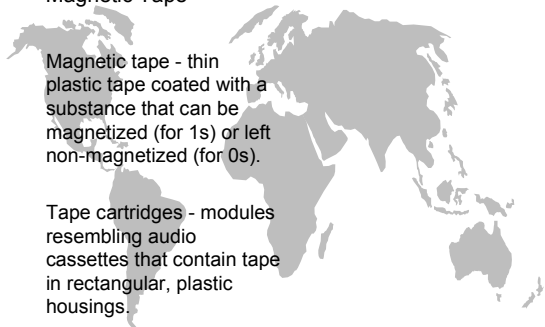 Magnetic Tape
Magnetic tape - thin
plastic tape coated with a
substance that can be
magnetized (for 1s) or left
non-magnetized (for 0s).
Tape cartridges - modules
resembling audio
cassettes that contain tape
in rectangular, plastic
housings.